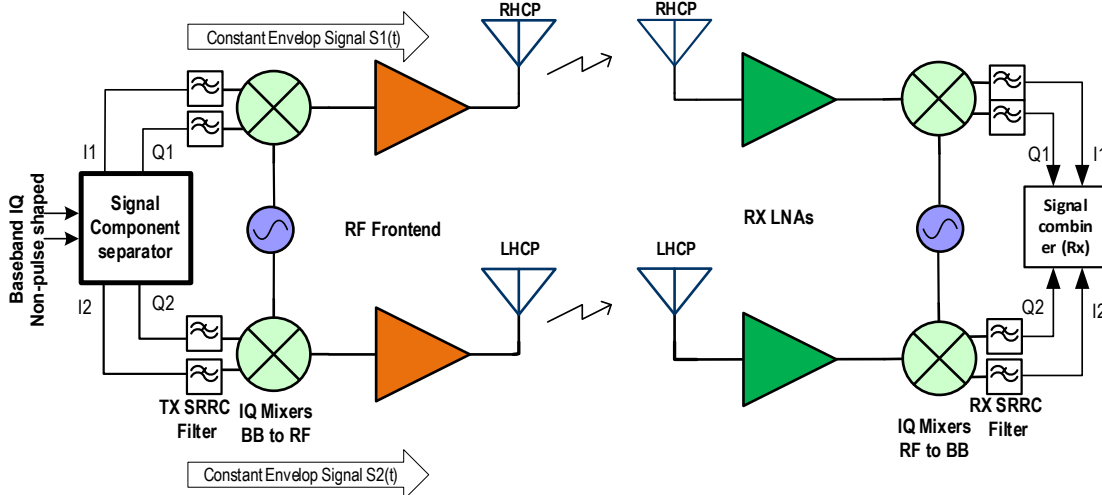 Constant Envelop Signal S1(t)
RHCP
RHCP
I1
Q1
Q1
I1
Baseband IQ
Non-pulse shaped
Signal
Component
separator
RF Frontend
RX LNAs
Signal
combin
er (Rx)
LHCP
LHCP
I2
Q2
Q2
I2
TX SRRC
Filter
IQ Mixers
BB to RF
IQ Mixers
RF to BB
RX SRRC
Filter
Constant Envelop Signal S2(t)